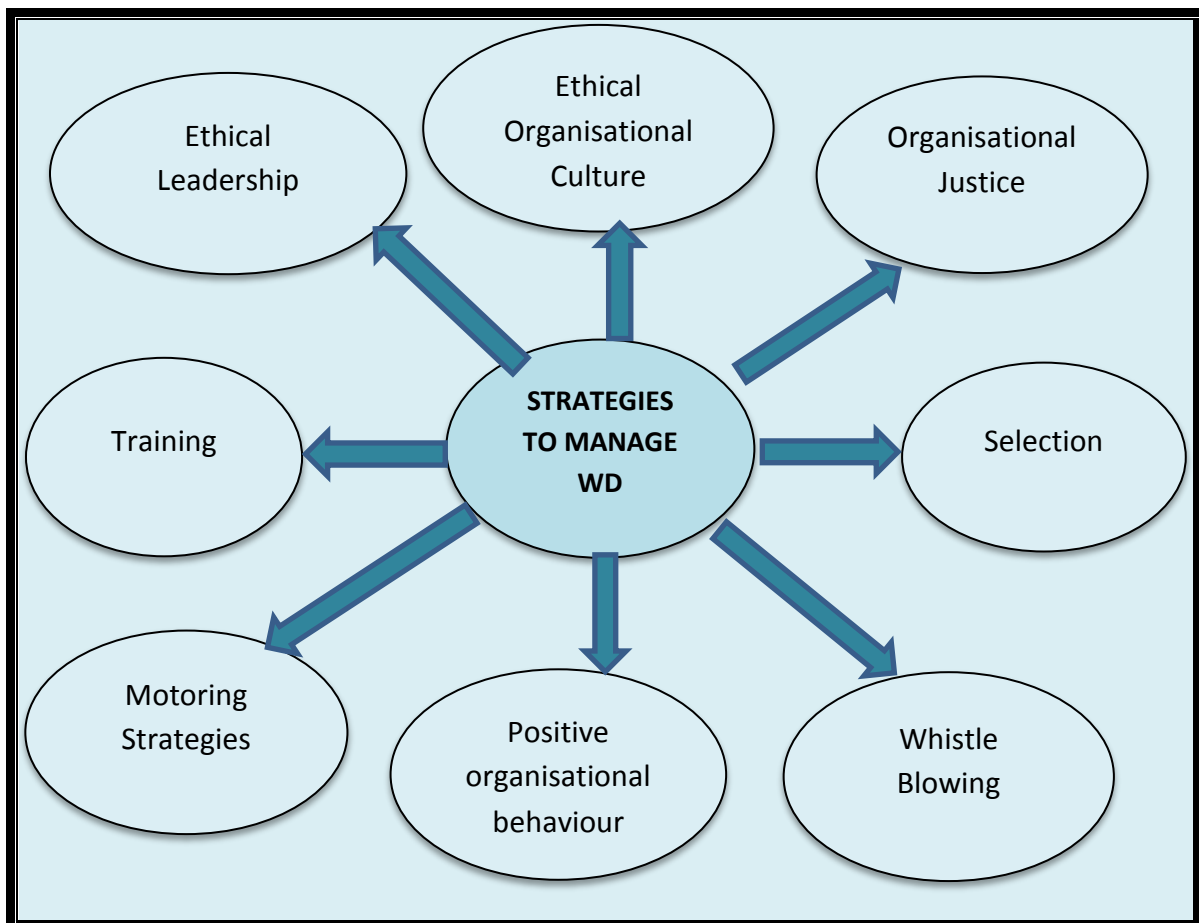 Ethical
Leadership
Ethical
Organisational
Culture
Organisational
Justice
Training
STRATEGIES
TO MANAGE
WD
Selection
Motoring
Strategies
Positive
organisational
behaviour
Whistle
Blowing